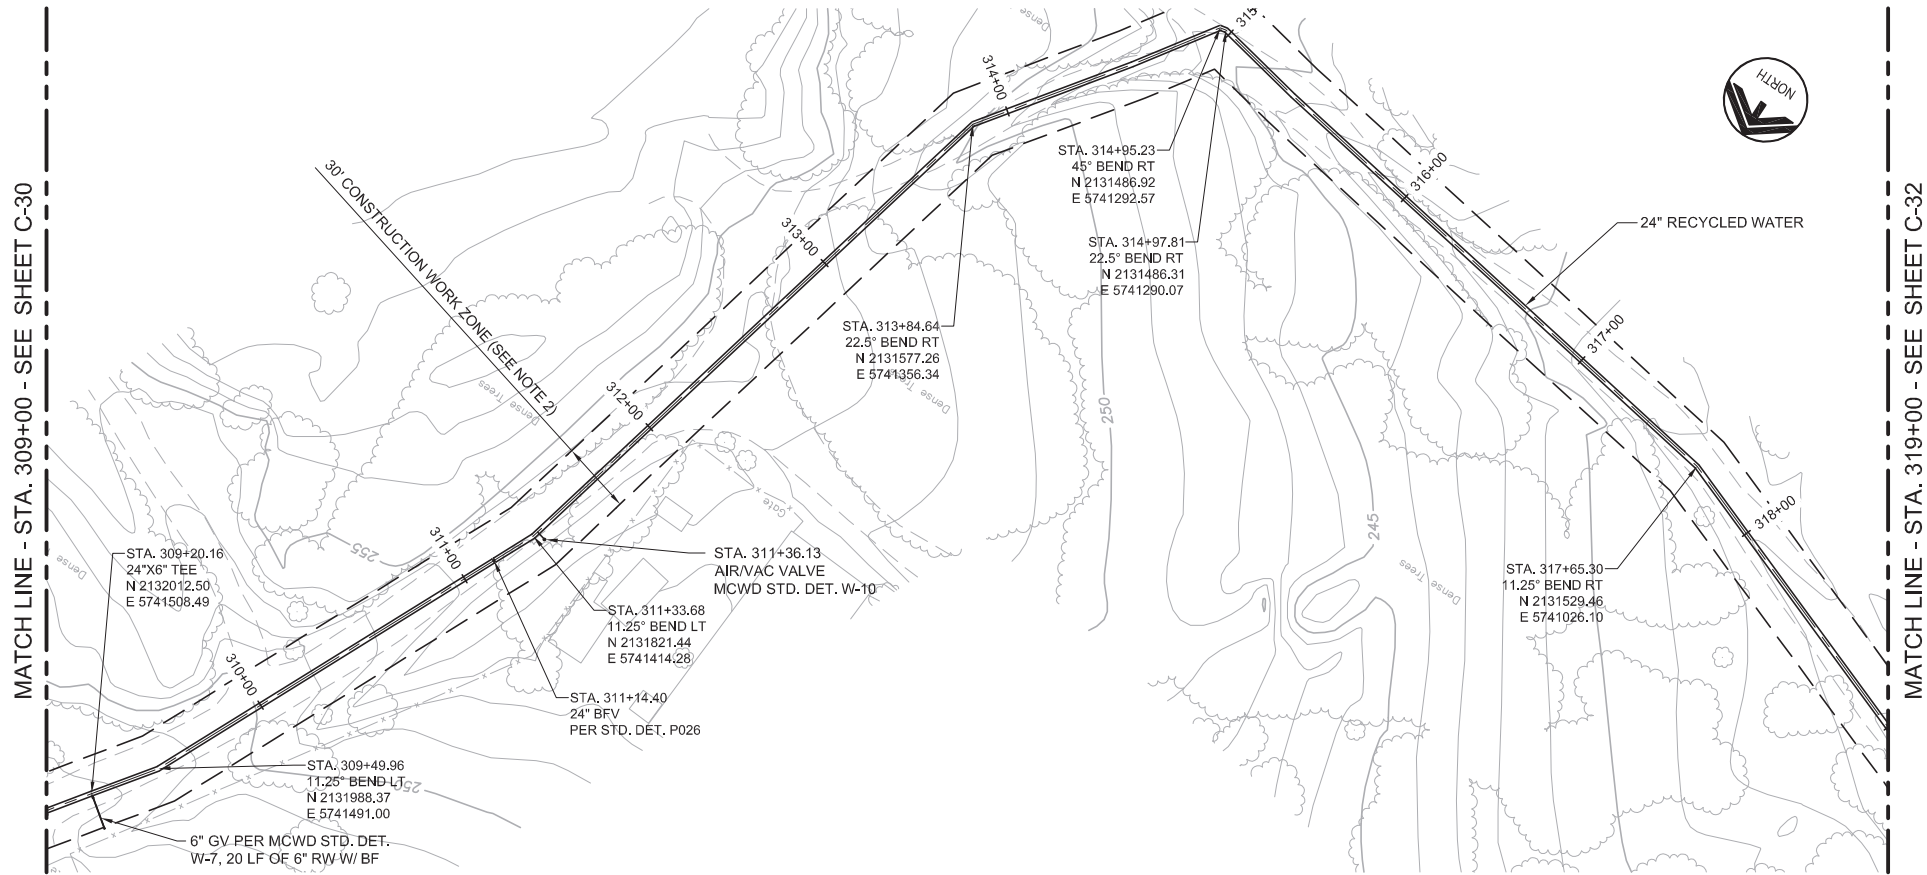 MATCH LINE - STA. 309+00 - SEE SHEET C-30
Dense
Dense
315
314+00
NORTH
STA. 314+95.23
45° BEND RT
N 2131486.92
E 5741292.57
316+00
30' CONSTRUCTION WORK ZONE (SEE NOTE 2)
24" RECYCLED WATER
313+00
STA. 314+97.81
22.5° BEND RT
N 2131486.31
E 5741290.07
STA. 313+84.64
22.5° BEND RT
N 2131577.26
E 5741356.34
317+00
Dense Trees
Dense
312+00
250
Gate
318+00
245
311+00
255
STA. 309+20.16
24"X6" TEE
N 2132012.50
E 5741508.49
Dense
STA. 311+36.13
AIR/VAC VALVE
MCWD STD. DET. W-10
Dense Trees
STA. 317+65.30
11.25° BEND RT
N 2131529.46
E 5741026.10
STA. 311+33.68
11.25° BEND LT
N 2131821.44
E 5741414.28
310+00
STA. 311+14.40
24" BFV
PER STD. DET. P026
STA. 309+49.96
11.25° BEND LT
N 2131988.37
E 5741491.00
250
6" GV PER MCWD STD. DET.
W-7, 20 LF OF 6" RW W/ BF
MATCH LINE - STA. 319+00 - SEE SHEET C-32